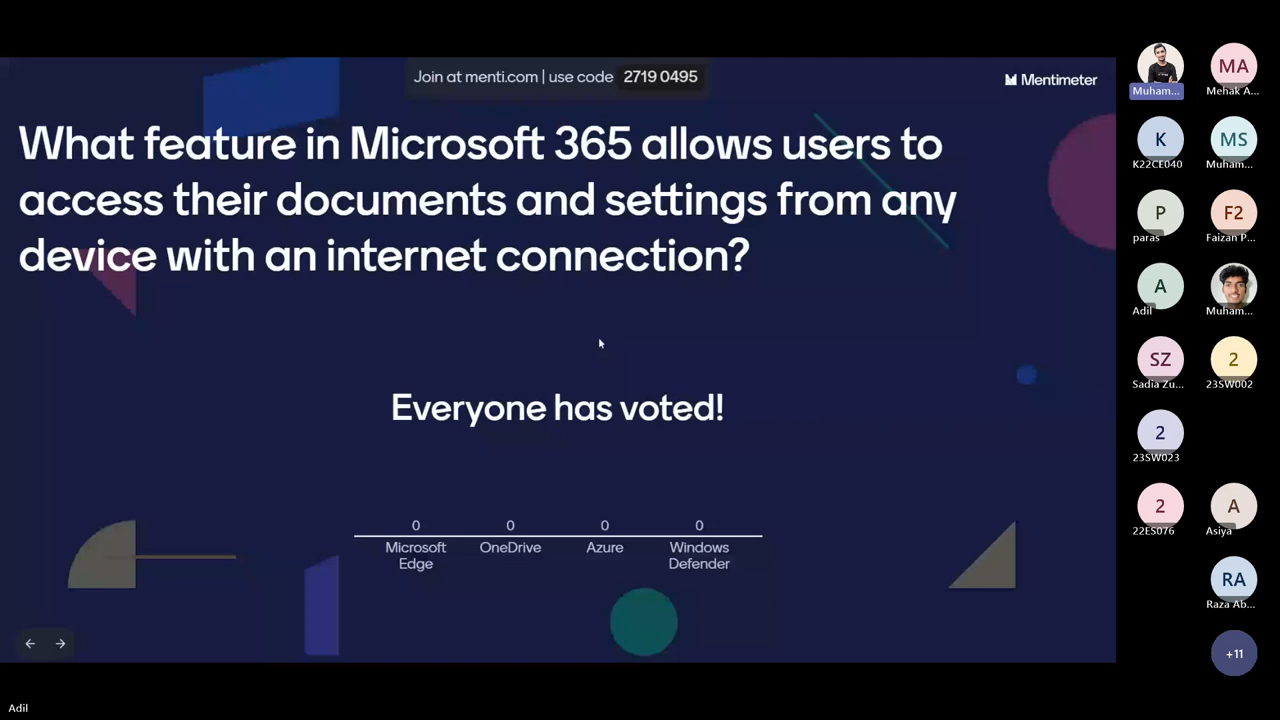 Join at menti.com | use code 2719 0495
Mentimeter
What feature in Microsoft 365 allows users to
access their documents and settings from any
device with an internet connection?
Everyone has voted!
0
0
0
0
Microsoft
Edge
OneDrive
Azure
Windows
Defender
Muham...
MA
Mehak A...
K
K22CE040
MS
Muham...
P
paras
F2
Faizan P...
A
Adil
Muham...
SZ
Sadia Zu...
2
23SW002
2
23SW023
2
22ES076
A
Asiya
RA
Raza Ab...
+11
Adil